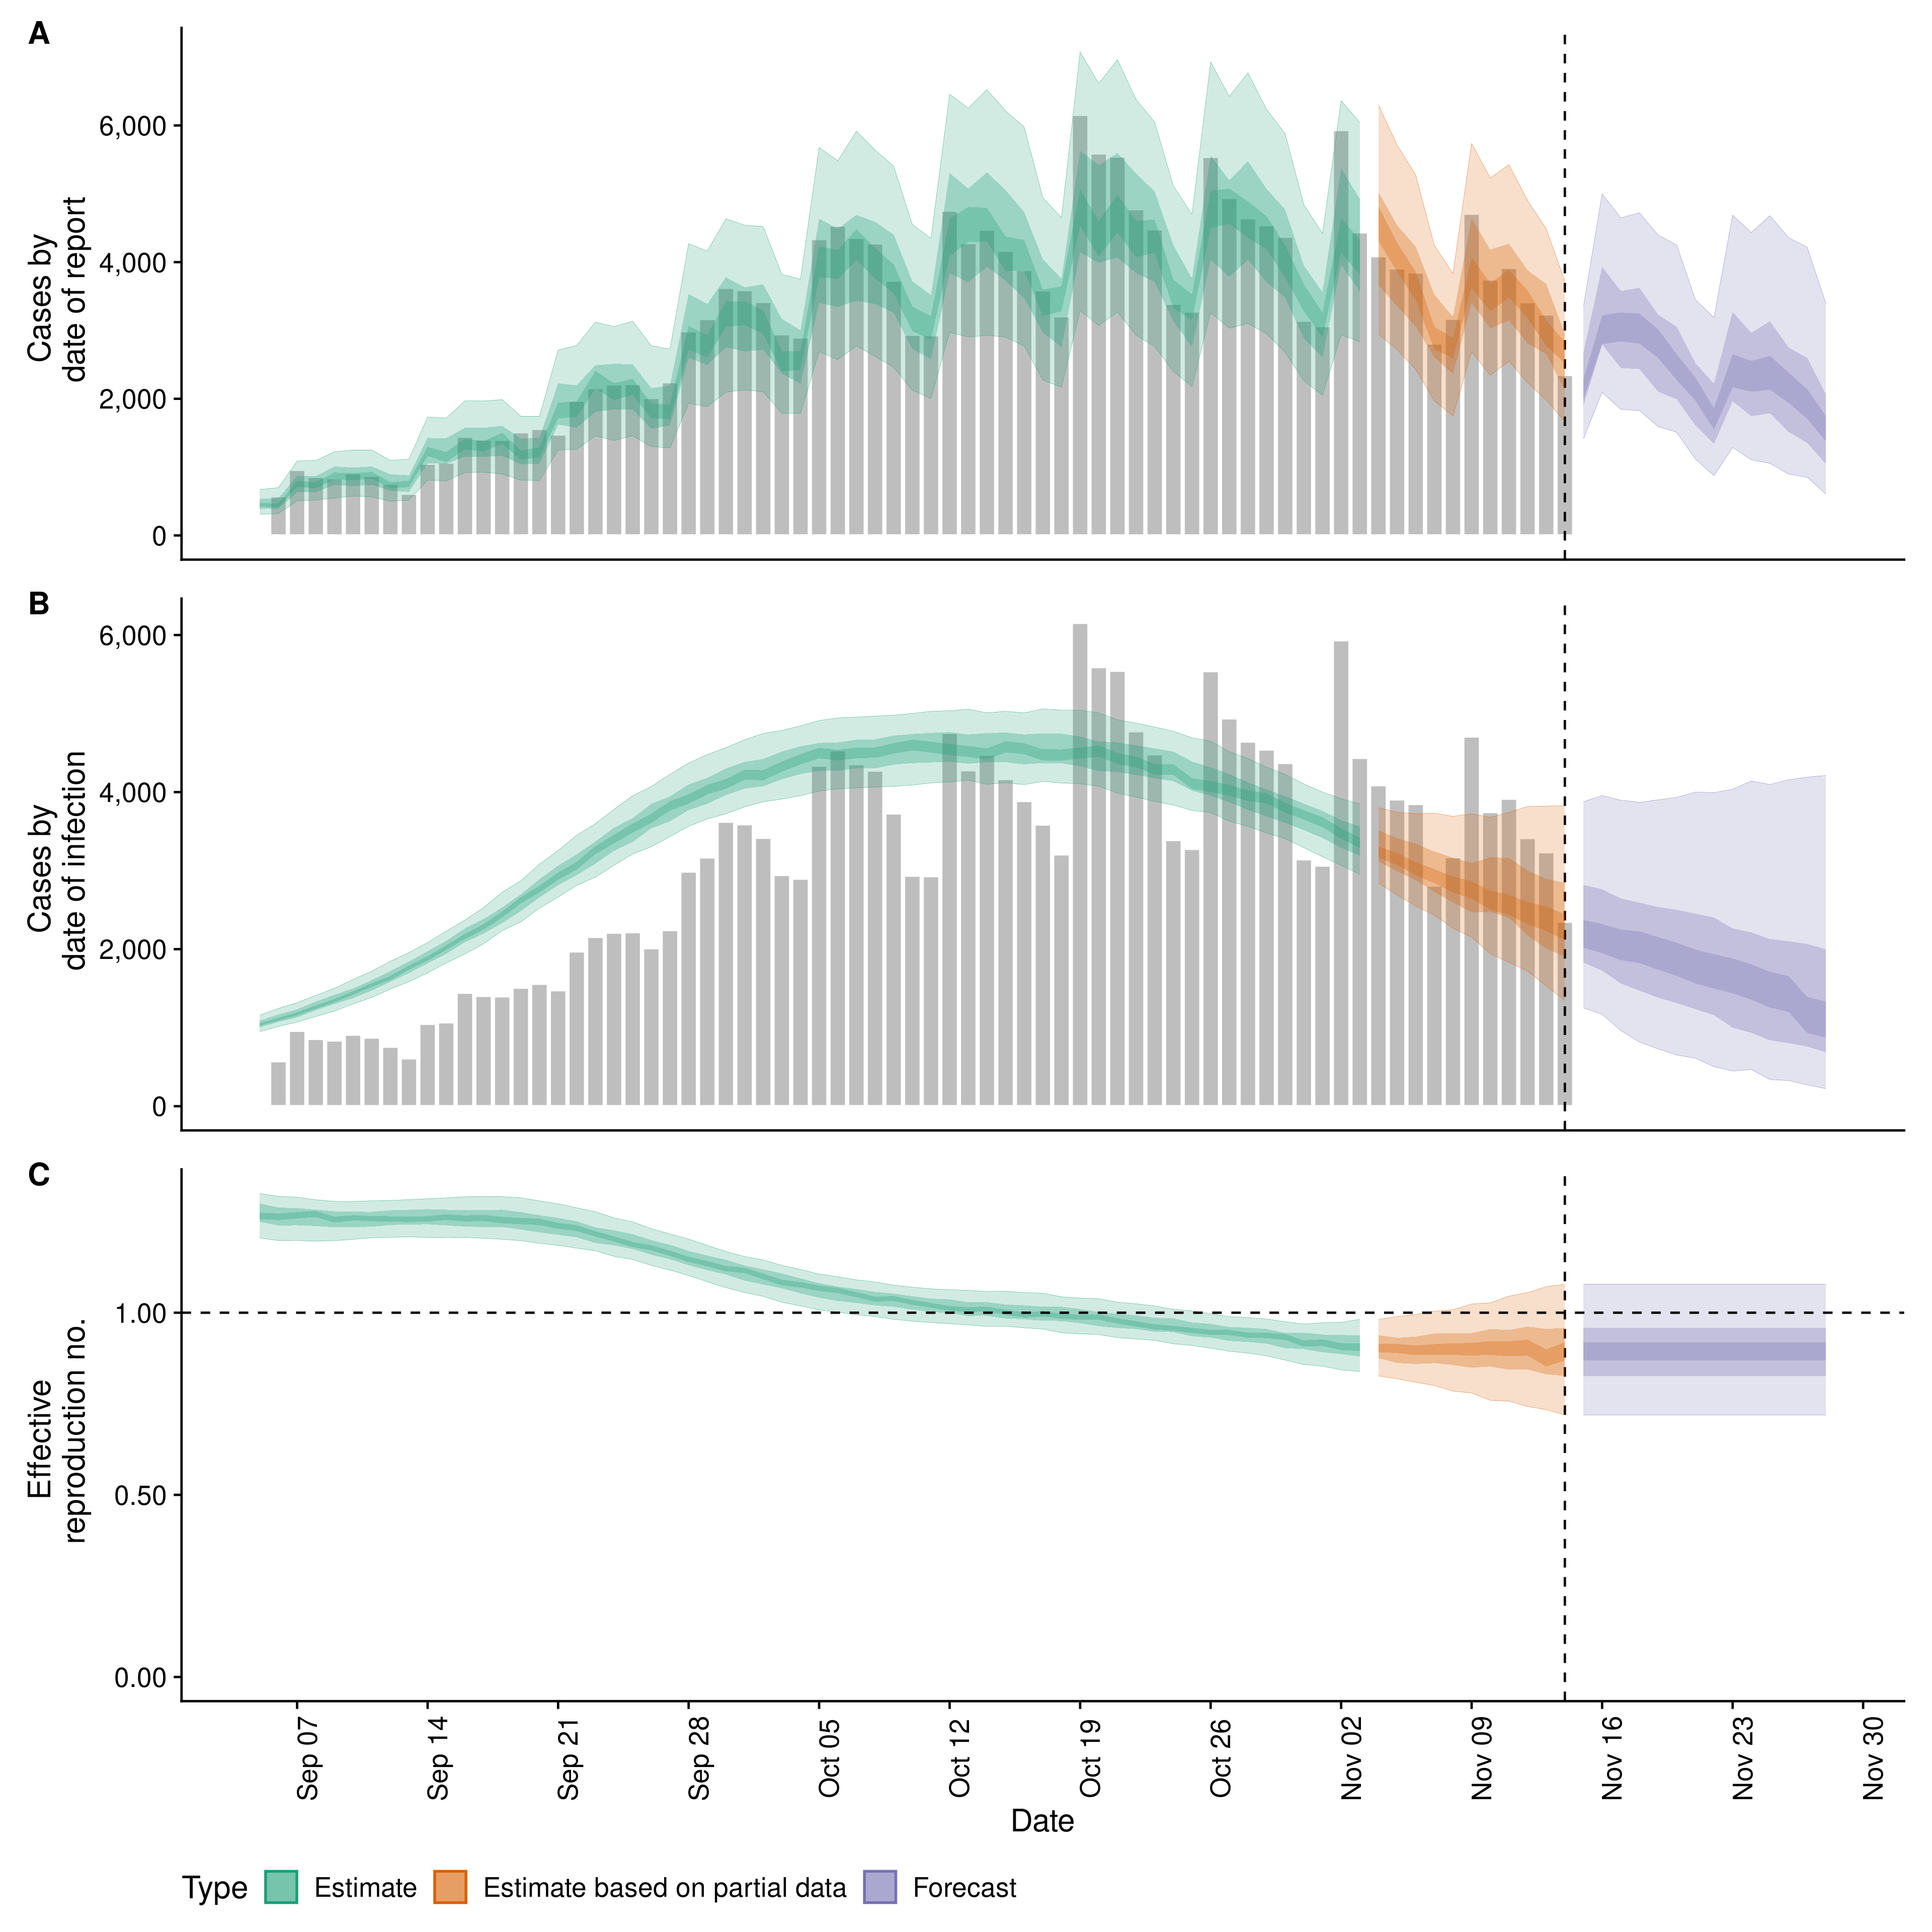 A
Cases by
date of report
6,000
4,000
2,000
0
B
Cases by
date of infection
6,000
4,000
2,000
0
C
Effective
reproduction no.
1.00
0.50
0.00
Sep 07
Sep 14
Sep 21
Sep 28
Oct 05
Oct 12
Oct 19
Oct 26
Nov 02
Nov 09
Nov 16
Nov 23
Nov 30
Date
Type Estimate Estimate based on partial data Forecast